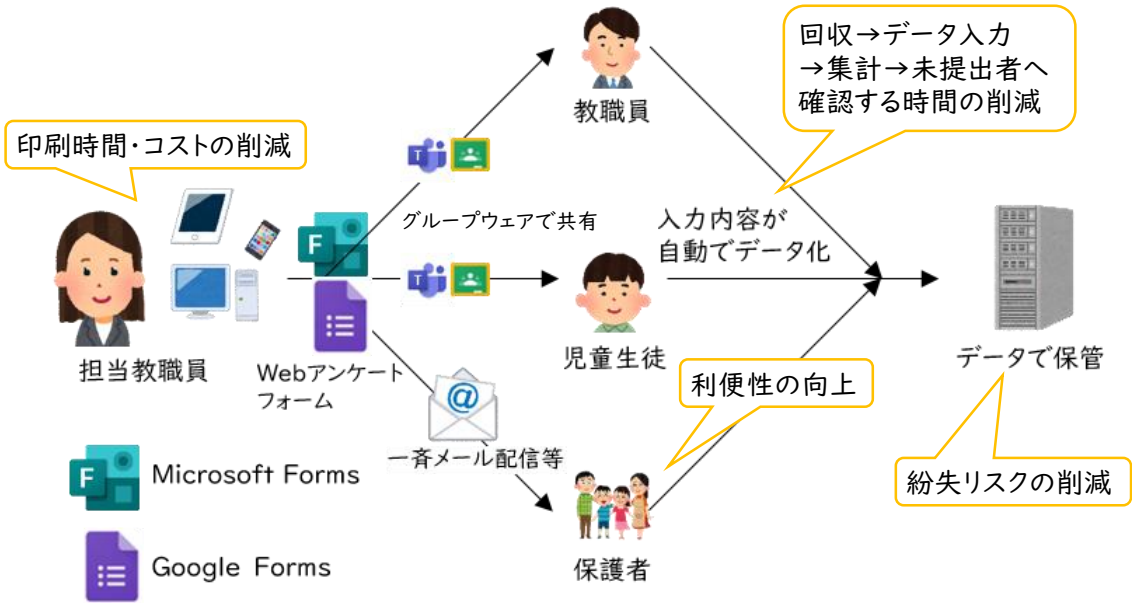 回収→データ入力
→集計→未提出者へ
確認する時間の削減
教職員
印刷時間・コストの削減
T
T
グループウェアで共有
入力内容が
自動でデータ化
F
担当教職員
Webアンケート
フォーム
児童生徒
データで保管
利便性の向上
@
一斉メール配信等
F
Microsoft Forms
紛失リスクの削減
Google Forms
保護者